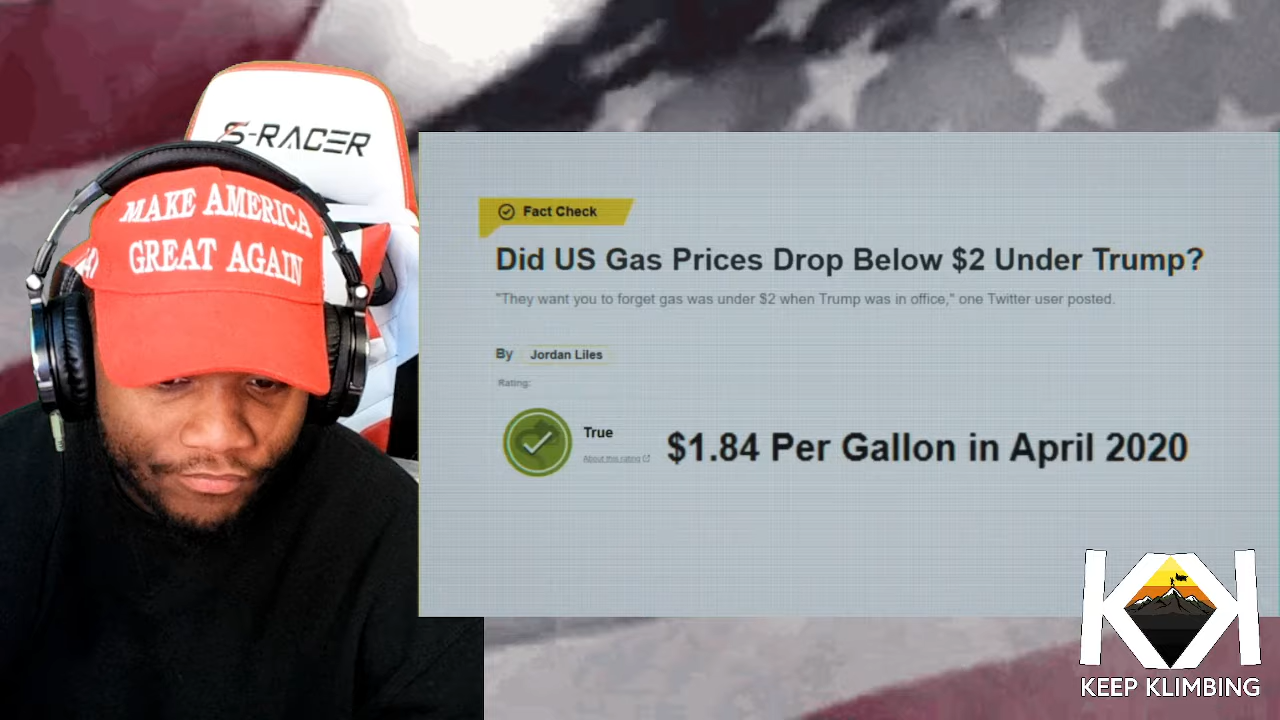 S-RACER
MAKE AMERICA
GREAT AGAIN
Fact Check
Did US Gas Prices Drop Below $2 Under Trump?
"They want you to forget gas was under $2 when Trump was in office," one Twitter user posted.
By Jordan Liles
Rating:
True
About this rating
$1.84 Per Gallon in April 2020
KK
KEEP KLIMBING